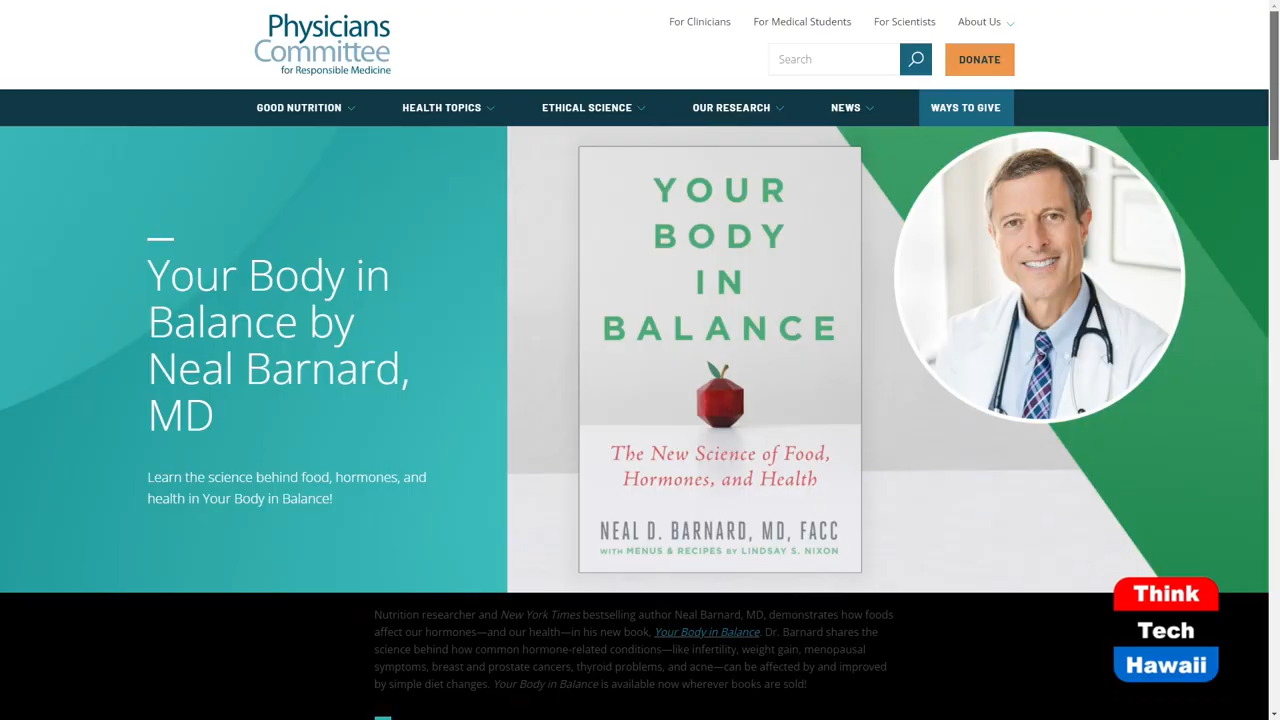 Physicians
Committee
for Responsible Medicine
For Clinicians
For Medical Students
For Scientists
About Us
Search
DONATE
GOOD NUTRITION
HEALTH TOPICS
ETHICAL SCIENCE
OUR RESEARCH
NEWS
WAYS TO GIVE
Your Body in
Balance by
Neal Barnard,
MD
Learn the science behind food, hormones, and
health in Your Body in Balance!
YOUR
BODY
IN
BALANCE
The New Science of Food,
Hormones, and Health
NEAL D. BARNARD, MD, FACC
WITH MENUS & RECIPES BY LINDSAY S. NIXON
Nutrition researcher and New York Times bestselling author Neal Barnard, MD, demonstrates how foods
affect our hormones—and our health—in his new book, Your Body in Balance. Dr. Barnard shares the
science behind how common hormone-related conditions—like infertility, weight gain, menopausal
symptoms, breast and prostate cancers, thyroid problems, and acne—can be affected by and improved
by simple diet changes. Your Body in Balance is available now wherever books are sold!
Think
Tech
Hawaii